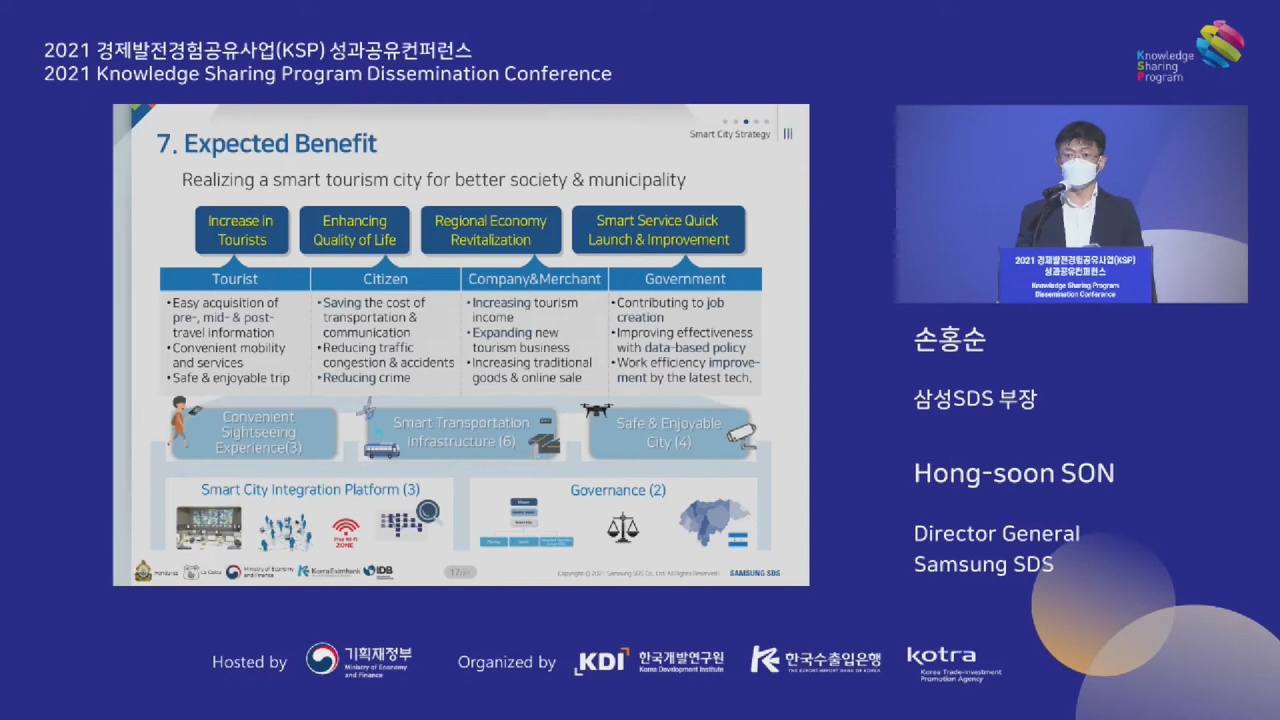 2021 경제발전경험공유사업(KSP) 성과공유컨퍼런스
2021 Knowledge Sharing Program Dissemination Conference
Knowledge
Sharing
Program
Smart City Strategy
III
7. Expected Benefit
Realizing a smart tourism city for better society & municipality
Increase in
Tourists
Enhancing
Quality of Life
Regional Economy
Revitalization
Smart Service Quick
Launch & Improvement
Tourist
Citizen
Company&Merchant
Government
•Easy acquisition of
pre-, mid- & post-
travel information
•Convenient mobility
and services
•Safe & enjoyable trip
•Saving the cost of
transportation &
communication
•Reducing traffic
congestion & accidents
•Reducing crime
•Increasing tourism
income
•Expanding new
tourism business
•Increasing traditional
goods & online sale
•Contributing to job
creation
•Improving effectiveness
with data-based policy
•Work efficiency improve-
ment by the latest tech.
Convenient
Sightseeing
Experience(3)
Smart Transportation
Infrastructure (6)
Safe & Enjoyable
City (4)
Smart City Integration Platform (3)
Governance (2)
ZONE
Honduras
La Ceiba
Ministry of Economy
and Finance
KoreaEximbank
IDB
Copyright © 2021 Samsung SDS Co., Ltd. All Rights Reserved.
SAMSUNG SDS
2021 경제발전경험공유사업(KSP)
성과공유컨퍼런스
Knowledge Sharing Program
Dissemination Conference
손홍순
삼성SDS 부장
Hong-soon SON
Director General
Samsung SDS
Hosted by
기획재정부
Ministry of Economy
and Finance
Organized by
KDI
한국개발연구원
Korea Development Institute
한국수출입은행
THE EXPORT-IMPORT BANK OF KOREA
kotra
Korea Trade-Investment
Promotion Agency